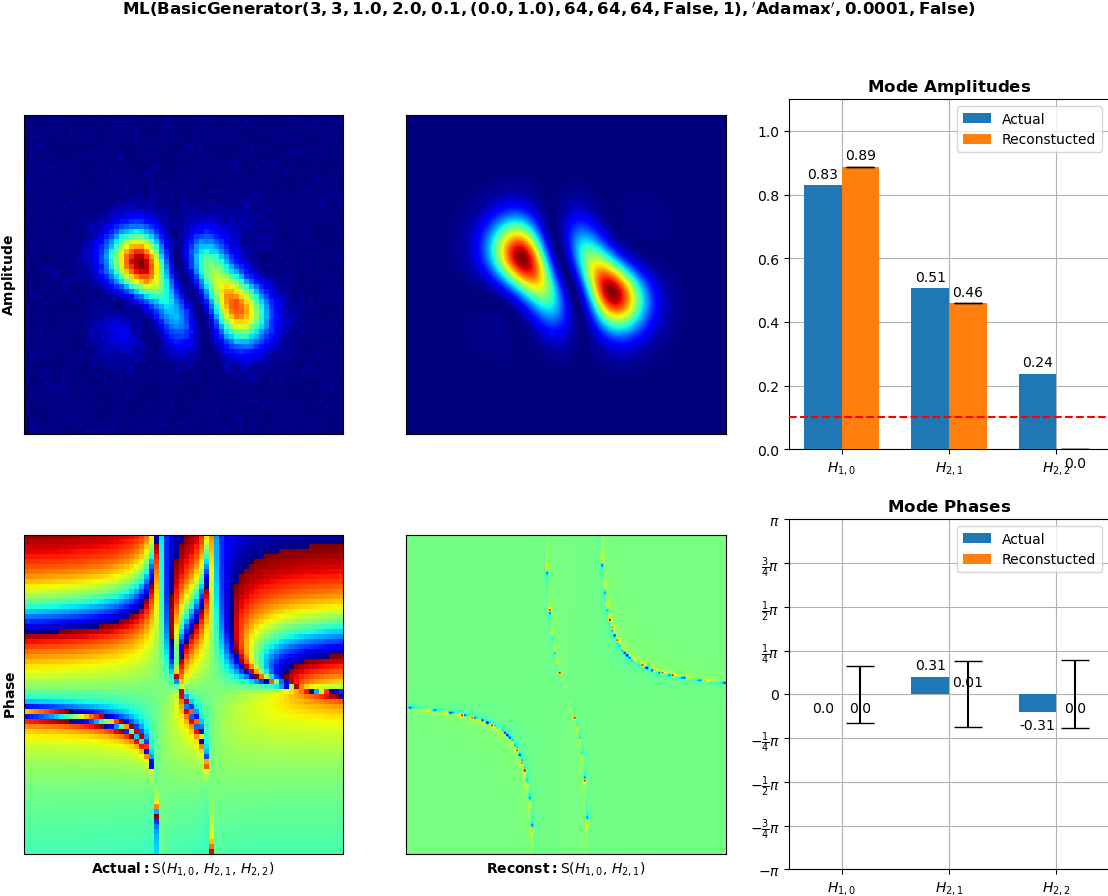 ML(BasicGenerator(3, 3, 1.0, 2.0, 0.1, (0.0, 1.0), 64, 64, 64, False, 1), ′Adamax′, 0.0001, False)
Mode Amplitudes
Amplitude
Actual
Reconstucted
1.0
0.8
0.6
0.4
0.2
0.0
0.83
0.89
0.51
0.46
0.24
0.0
H1, 0
H2, 1
H2, 2
Mode Phases
Phase
Actual
Reconstucted
π
3/4π
1/2π
1/4π
0
−1/4π
−1/2π
−3/4π
−π
0.0
0.0
0.31
0.01
-0.31
0.0
H1, 0
H2, 1
H2, 2
Actual: S(H1, 0, H2, 1, H2, 2)
Reconst: S(H1, 0, H2, 1)